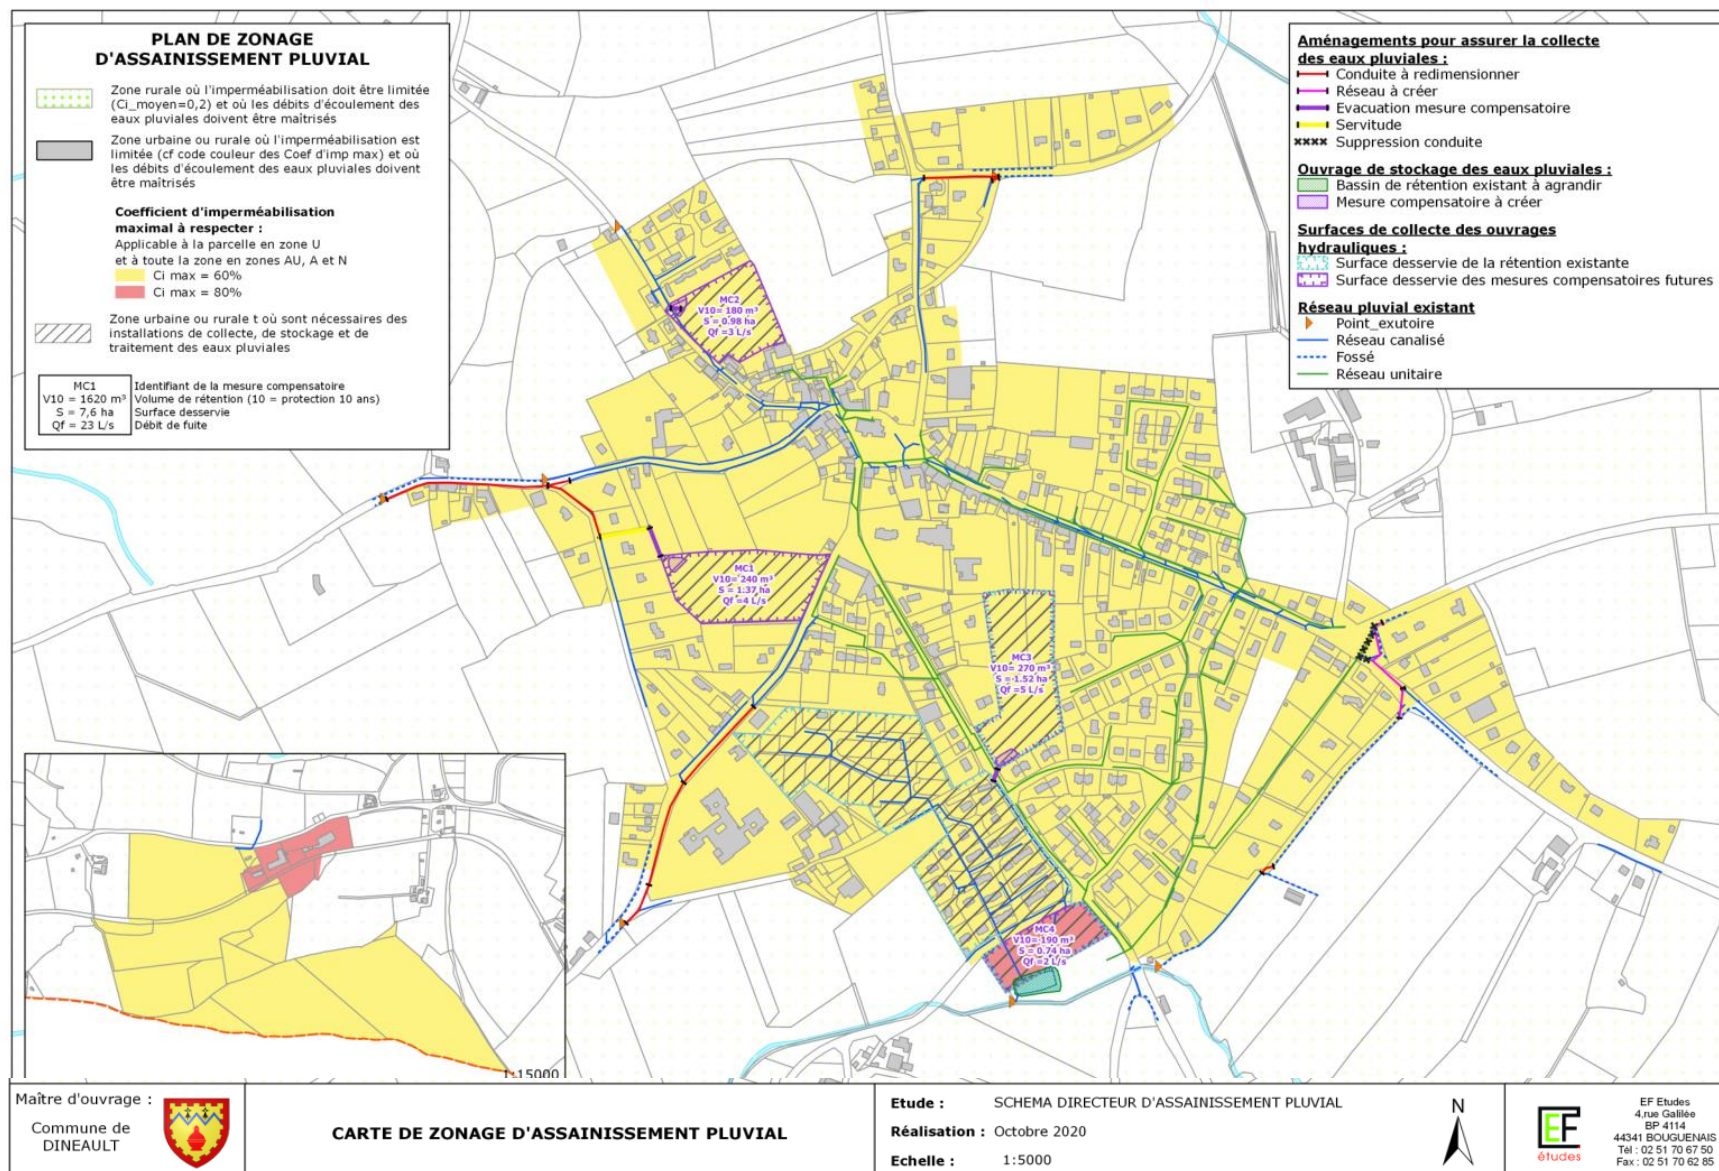 PLAN DE ZONAGE
D'ASSAINISSEMENT PLUVIAL
Zone rurale où l'imperméabilisation doit être limitée
(Ci_moyen=0,2) et où les débits d'écoulement des
eaux pluviales doivent être maîtrisés
Zone urbaine ou rurale où l'imperméabilisation est
limitée (cf code couleur des Coef d'imp max) et où
les débits d'écoulement des eaux pluviales doivent
être maîtrisés
Coefficient d'imperméabilisation
maximal à respecter :
Applicable à la parcelle en zone U
et à toute la zone en zones AU, A et N
Ci max = 60%
Ci max = 80%
Zone urbaine ou rurale t où sont nécessaires des
installations de collecte, de stockage et de
traitement des eaux pluviales
MC1 Identifiant de la mesure compensatoire
V10 = 1620 m³ Volume de rétention (10 = protection 10 ans)
S = 7,6 ha Surface desservie
Qf = 23 L/s Débit de fuite
Aménagements pour assurer la collecte
des eaux pluviales :
Conduite à redimensionner
Réseau à créer
Evacuation mesure compensatoire
Servitude
Suppression conduite
Ouvrage de stockage des eaux pluviales :
Bassin de rétention existant à agrandir
Mesure compensatoire à créer
Surfaces de collecte des ouvrages
hydrauliques :
Surface desservie de la rétention existante
Surface desservie des mesures compensatoires futures
Réseau pluvial existant
Point_exutoire
Réseau canalisé
Fossé
Réseau unitaire
MC2
V10= 180 m³
S = 0.98 ha
Qf =3 L/s
MC1
V10= 240 m³
S = 1.37 ha
Qf =4 L/s
MC3
V10= 270 m³
S = 1.52 ha
Qf =5 L/s
MC4
V10= 190 m³
S = 0.74 ha
Qf =2 L/s
1:15000
Maître d'ouvrage :
Commune de
DINEAULT
CARTE DE ZONAGE D'ASSAINISSEMENT PLUVIAL
Etude : SCHEMA DIRECTEUR D'ASSAINISSEMENT PLUVIAL
Réalisation : Octobre 2020
Echelle : 1:5000
N
EF
études
EF Etudes
4,rue Galilée
BP 4114
44341 BOUGUENAIS
Tél : 02 51 70 67 50
Fax : 02 51 70 62 85